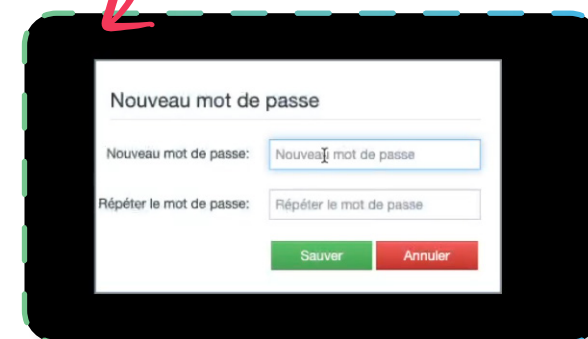 Nouveau mot de passe
Nouveau mot de passe: Nouveau mot de passe
Répéter le mot de passe: Répéter le mot de passe
Sauver Annuler